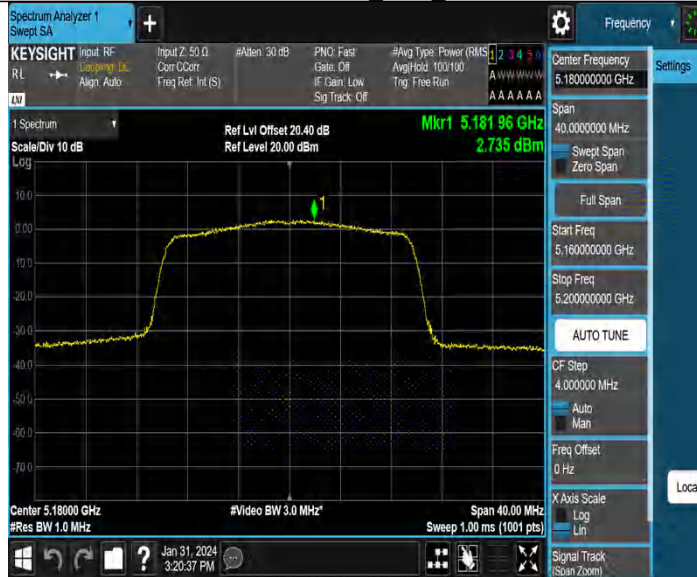 Spectrum Analyzer 1
Swept SA
+
Frequency
KEYSIGHT
Input: RF
Coupling: DC
Align: Auto
Input Z: 50 Ω
Corr CCorr
Freq Ref: Int (S)
#Atten: 30 dB
PNO: Fast
Gate: Off
IF Gain: Low
Sig Track: Off
#Avg Type: Power (RMS
Avg|Hold: 100/100
Trig: Free Run
1 2 3 4 5 6
A W W W W W
A A A A A A
RL
LXI
Center Frequency
5.180000000 GHz
Settings
Span
40.0000000 MHz
Swept Span
Zero Span
Full Span
Start Freq
5.160000000 GHz
Stop Freq
5.200000000 GHz
AUTO TUNE
CF Step
4.000000 MHz
Auto
Man
Freq Offset
0 Hz
X Axis Scale
Log
Lin
Signal Track
(Span Zoom)
Loca
1 Spectrum
Scale/Div 10 dB
Ref Lvl Offset 20.40 dB
Ref Level 20.00 dBm
Mkr1 5.181 96 GHz
2.735 dBm
Log
10.0
0.00
-10.0
-20.0
-30.0
-40.0
-50.0
-60.0
-70.0
1
Center 5.18000 GHz
#Res BW 1.0 MHz
#Video BW 3.0 MHz*
Span 40.00 MHz
Sweep 1.00 ms (1001 pts)
?
Jan 31, 2024
3:20:37 PM